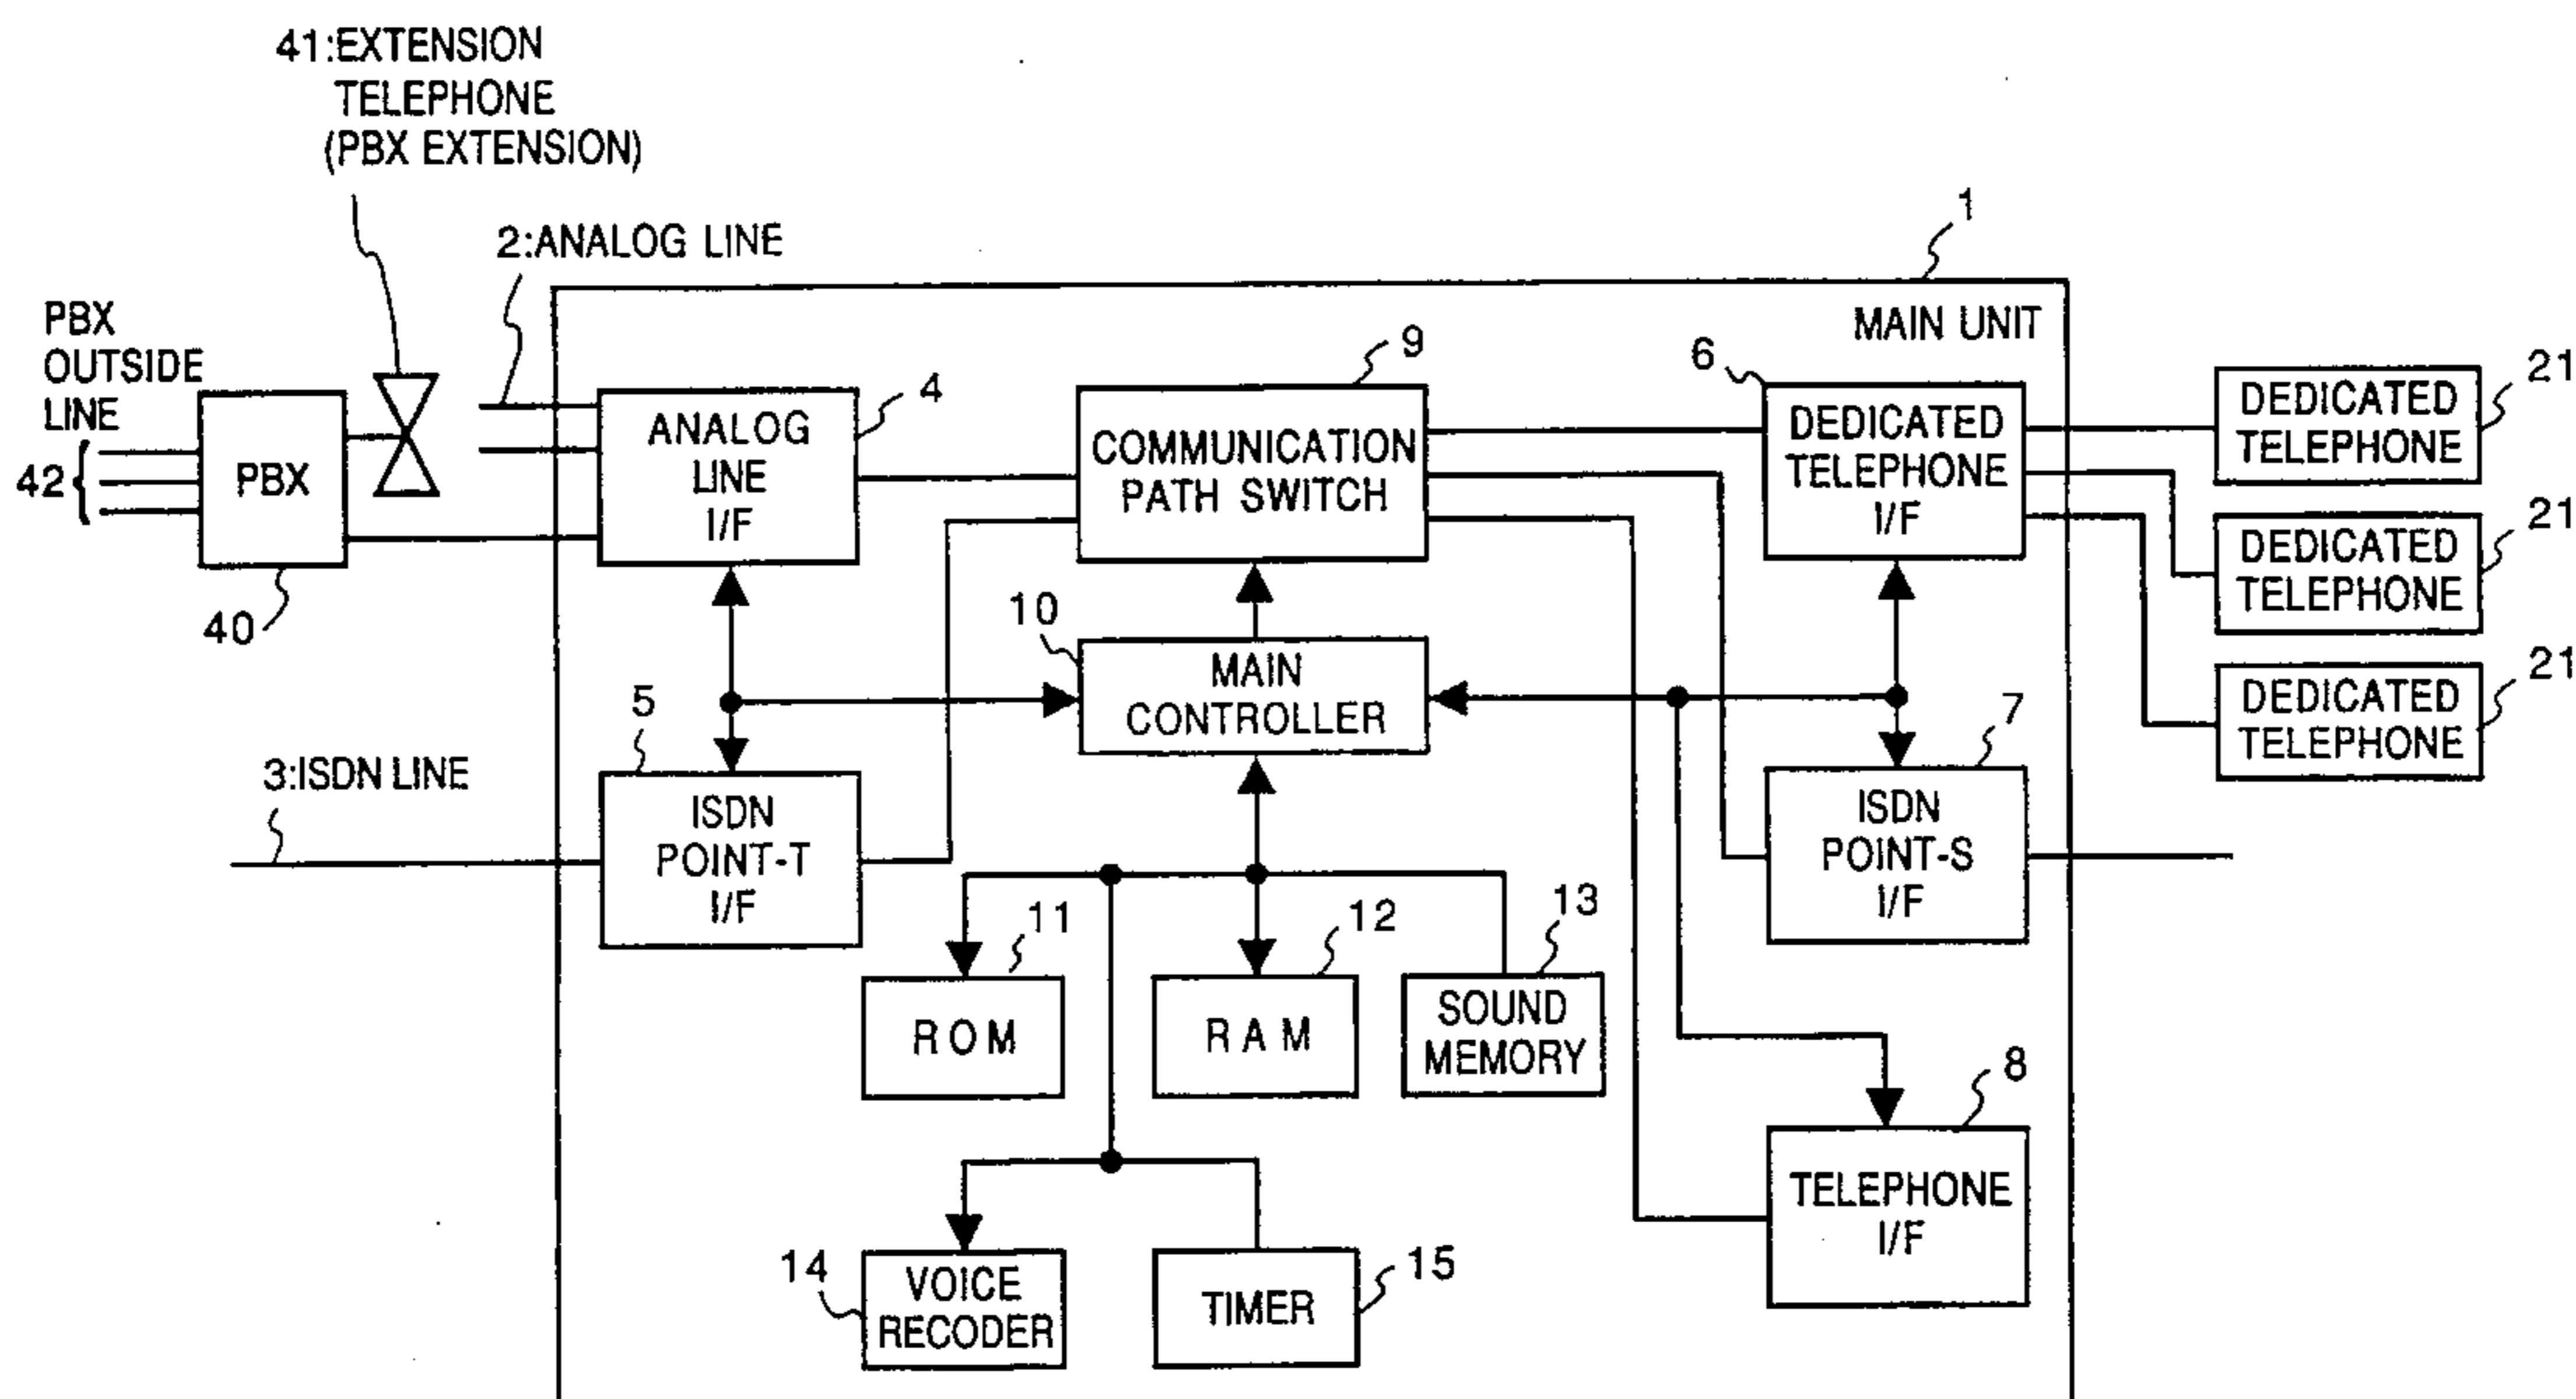 41:EXTENSION
TELEPHONE
(PBX EXTENSION)
2:ANALOG LINE
1
PBX
OUTSIDE
LINE
42
PBX
40
4
ANALOG
LINE
I/F
9
COMMUNICATION
PATH SWITCH
MAIN UNIT
6
DEDICATED
TELEPHONE
I/F
21
DEDICATED
TELEPHONE
21
DEDICATED
TELEPHONE
21
DEDICATED
TELEPHONE
10
MAIN
CONTROLLER
3:ISDN LINE
5
ISDN
POINT-T
I/F
7
ISDN
POINT-S
I/F
11
ROM
12
RAM
13
SOUND
MEMORY
8
TELEPHONE
I/F
14
VOICE
RECODER
15
TIMER